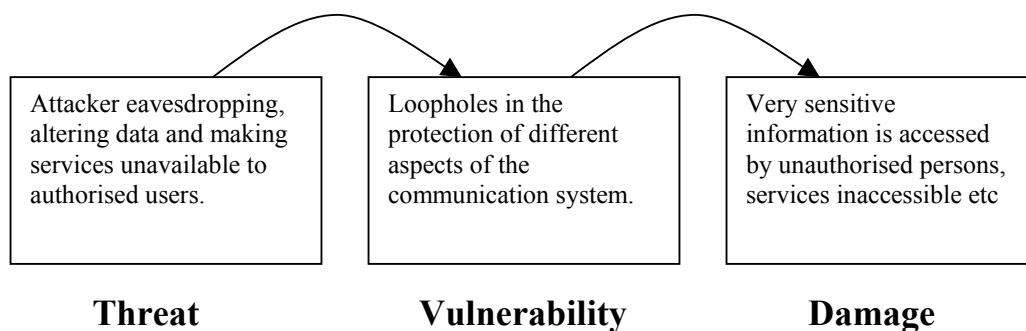 Attacker eavesdropping,
altering data and making
services unavailable to
authorised users.
Loopholes in the
protection of different
aspects of the
communication system.
Very sensitive
information is accessed
by unauthorised persons,
services inaccessible etc
Threat
Vulnerability
Damage